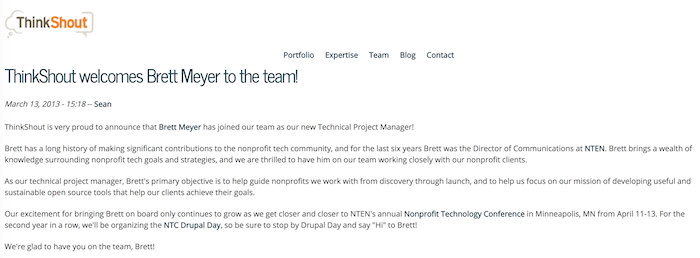 ThinkShout
Portfolio Expertise Team Blog Contact
ThinkShout welcomes Brett Meyer to the team!
March 13, 2013 - 15:18 -- Sean
ThinkShout is very proud to announce that Brett Meyer has joined our team as our new Technical Project Manager!
Brett has a long history of making significant contributions to the nonprofit tech community, and for the last six years Brett was the Director of Communications at NTEN. Brett brings a wealth of
knowledge surrounding nonprofit tech goals and strategies, and we are thrilled to have him on our team working closely with our nonprofit clients.
As our technical project manager, Brett's primary objective is to help guide nonprofits we work with from discovery through launch, and to help us focus on our mission of developing useful and
sustainable open source tools that help our clients achieve their goals.
Our excitement for bringing Brett on board only continues to grow as we get closer and closer to NTEN's annual Nonprofit Technology Conference in Minneapolis, MN from April 11-13. For the
second year in a row, we'll be organizing the NTC Drupal Day, so be sure to stop by Drupal Day and say "Hi" to Brett!
We're glad to have you on the team, Brett!